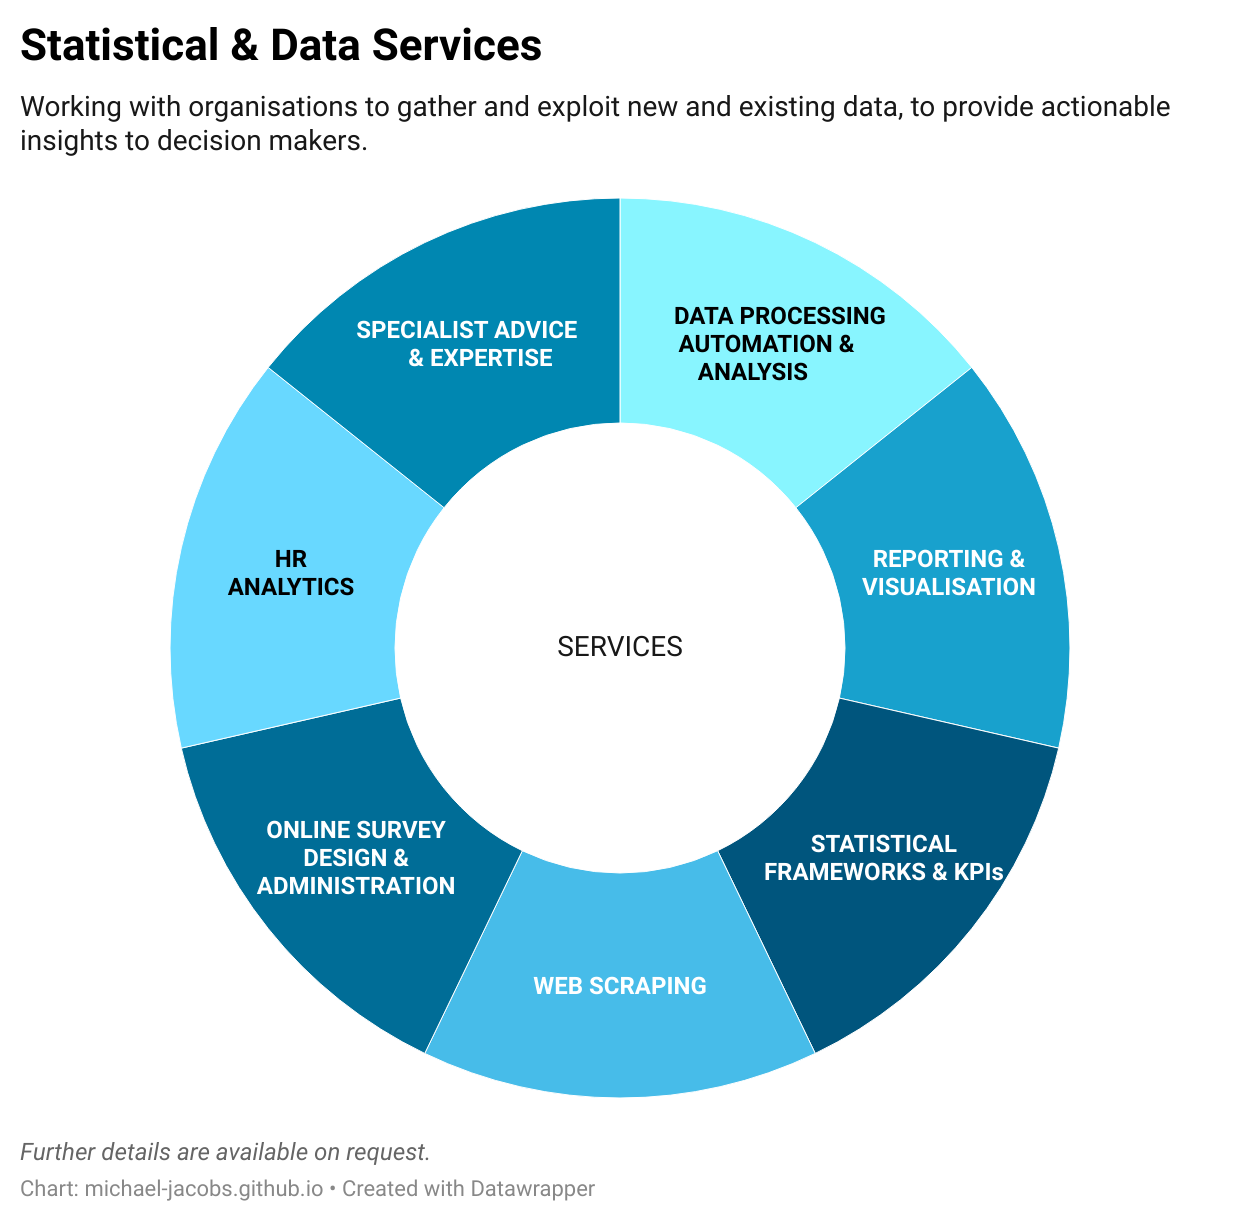 Statistical & Data Services
Working with organisations to gather and exploit new and existing data, to provide actionable
insights to decision makers.
SPECIALIST ADVICE
& EXPERTISE
DATA PROCESSING
AUTOMATION &
ANALYSIS
HR
ANALYTICS
REPORTING &
VISUALISATION
SERVICES
ONLINE SURVEY
DESIGN &
ADMINISTRATION
STATISTICAL
FRAMEWORKS & KPIs
WEB SCRAPING
Further details are available on request.
Chart: michael-jacobs.github.io • Created with Datawrapper